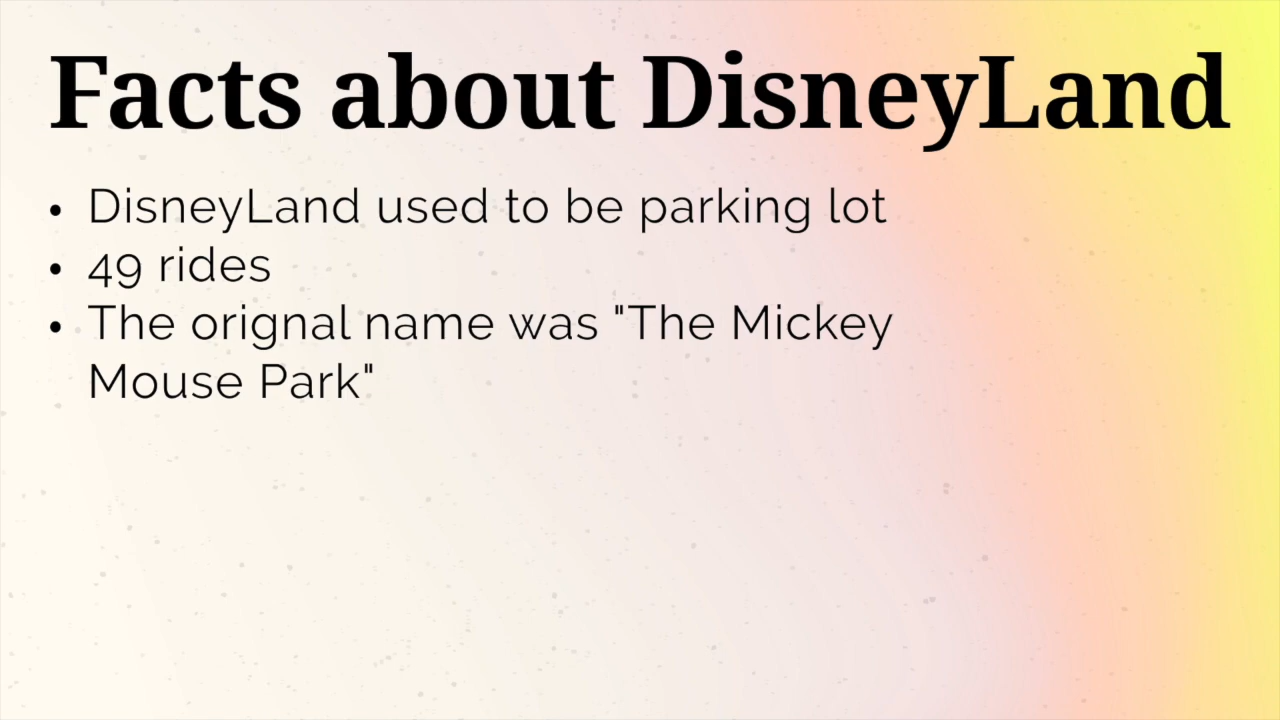 Facts about DisneyLand
• DisneyLand used to be parking lot
• 49 rides
• The orignal name was "The Mickey
Mouse Park"